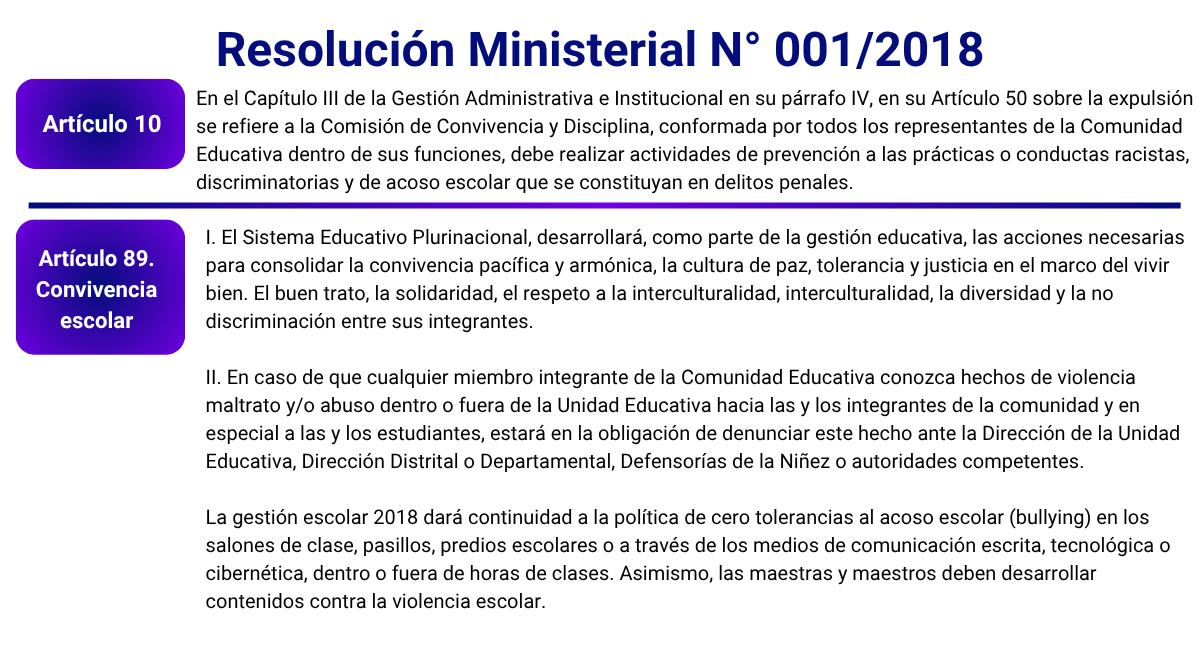 Resolución Ministerial N° 001/2018
Artículo 10
En el Capítulo III de la Gestión Administrativa e Institucional en su párrafo IV, en su Artículo 50 sobre la expulsión
se refiere a la Comisión de Convivencia y Disciplina, conformada por todos los representantes de la Comunidad
Educativa dentro de sus funciones, debe realizar actividades de prevención a las prácticas o conductas racistas,
discriminatorias y de acoso escolar que se constituyan en delitos penales.
Artículo 89.
Convivencia
escolar
I. El Sistema Educativo Plurinacional, desarrollará, como parte de la gestión educativa, las acciones necesarias
para consolidar la convivencia pacífica y armónica, la cultura de paz, tolerancia y justicia en el marco del vivir
bien. El buen trato, la solidaridad, el respeto a la interculturalidad, interculturalidad, la diversidad y la no
discriminación entre sus integrantes.
II. En caso de que cualquier miembro integrante de la Comunidad Educativa conozca hechos de violencia
maltrato y/o abuso dentro o fuera de la Unidad Educativa hacia las y los integrantes de la comunidad y en
especial a las y los estudiantes, estará en la obligación de denunciar este hecho ante la Dirección de la Unidad
Educativa, Dirección Distrital o Departamental, Defensorías de la Niñez o autoridades competentes.
La gestión escolar 2018 dará continuidad a la política de cero tolerancias al acoso escolar (bullying) en los
salones de clase, pasillos, predios escolares o a través de los medios de comunicación escrita, tecnológica o
cibernética, dentro o fuera de horas de clases. Asimismo, las maestras y maestros deben desarrollar
contenidos contra la violencia escolar.